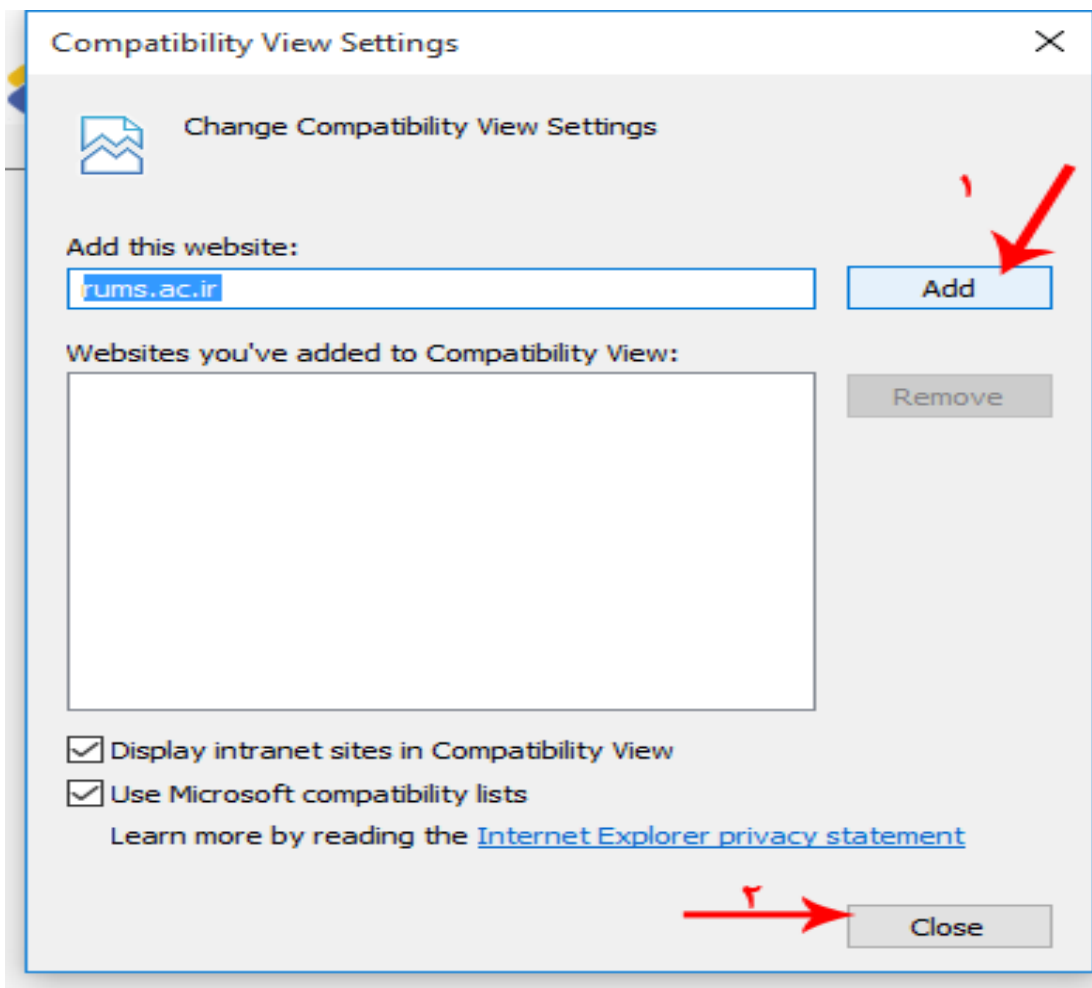 Compatibility View Settings
Change Compatibility View Settings
۱
Add this website:
rums.ac.ir
Add
Websites you've added to Compatibility View:
Remove
Display intranet sites in Compatibility View
Use Microsoft compatibility lists
Learn more by reading the Internet Explorer privacy statement
۲
Close